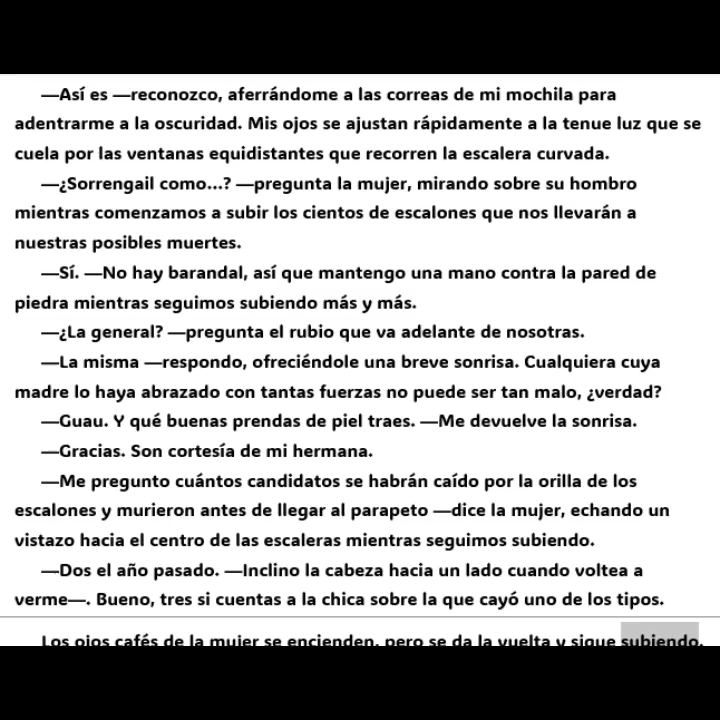 —Así es —reconozco, aferrándome a las correas de mi mochila para
adentrarme a la oscuridad. Mis ojos se ajustan rápidamente a la tenue luz que se
cuela por las ventanas equidistantes que recorren la escalera curvada.
—¿Sorrengail como...? —pregunta la mujer, mirando sobre su hombro
mientras comenzamos a subir los cientos de escalones que nos llevarán a
nuestras posibles muertes.
—Sí. —No hay barandal, así que mantengo una mano contra la pared de
piedra mientras seguimos subiendo más y más.
—¿La general? —pregunta el rubio que va adelante de nosotras.
—La misma —respondo, ofreciéndole una breve sonrisa. Cualquiera cuya
madre lo haya abrazado con tantas fuerzas no puede ser tan malo, ¿verdad?
—Guau. Y qué buenas prendas de piel traes. —Me devuelve la sonrisa.
—Gracias. Son cortesía de mi hermana.
—Me pregunto cuántos candidatos se habrán caído por la orilla de los
escalones y murieron antes de llegar al parapeto —dice la mujer, echando un
vistazo hacia el centro de las escaleras mientras seguimos subiendo.
—Dos el año pasado. —Inclino la cabeza hacia un lado cuando voltea a
verme—. Bueno, tres si cuentas a la chica sobre la que cayó uno de los tipos.
Los ojos cafés de la mujer se encienden, pero se da la vuelta y sigue subiendo.